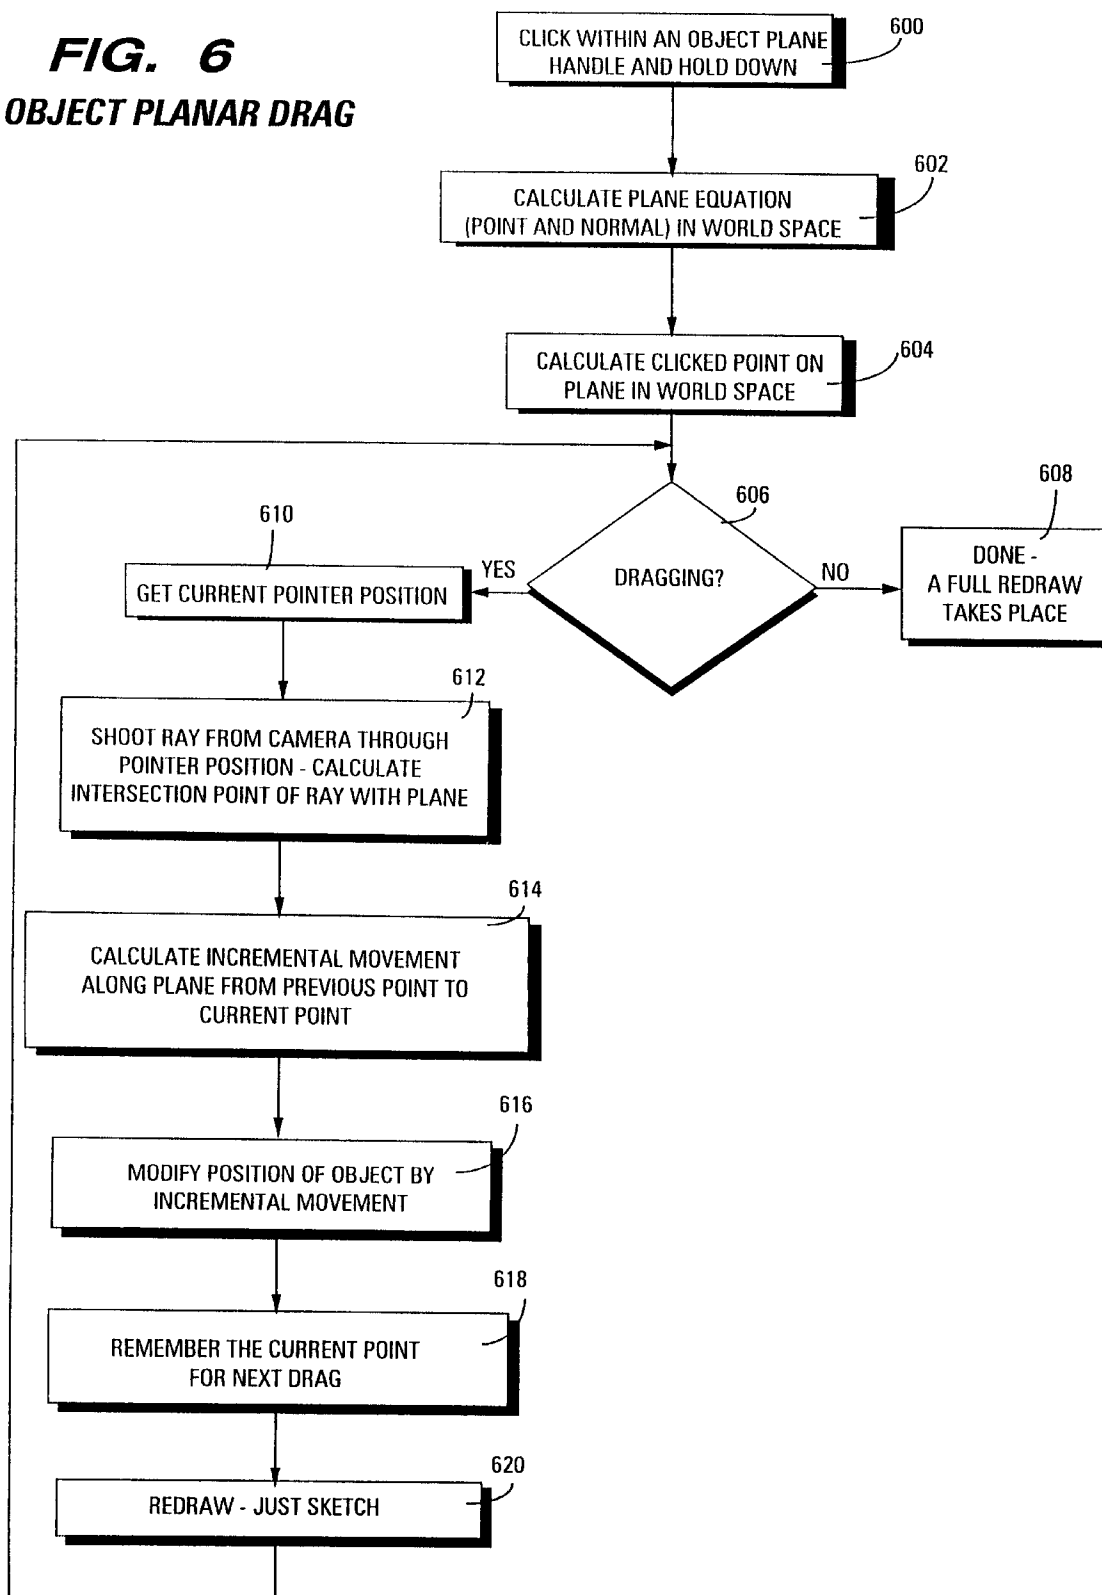 FIG. 6
OBJECT PLANAR DRAG
CLICK WITHIN AN OBJECT PLANE
HANDLE AND HOLD DOWN
600
CALCULATE PLANE EQUATION
(POINT AND NORMAL) IN WORLD SPACE
602
CALCULATE CLICKED POINT ON
PLANE IN WORLD SPACE
604
DRAGGING?
606
YES
NO
608
DONE -
A FULL REDRAW
TAKES PLACE
610
GET CURRENT POINTER POSITION
612
SHOOT RAY FROM CAMERA THROUGH
POINTER POSITION - CALCULATE
INTERSECTION POINT OF RAY WITH PLANE
614
CALCULATE INCREMENTAL MOVEMENT
ALONG PLANE FROM PREVIOUS POINT TO
CURRENT POINT
616
MODIFY POSITION OF OBJECT BY
INCREMENTAL MOVEMENT
618
REMEMBER THE CURRENT POINT
FOR NEXT DRAG
620
REDRAW - JUST SKETCH